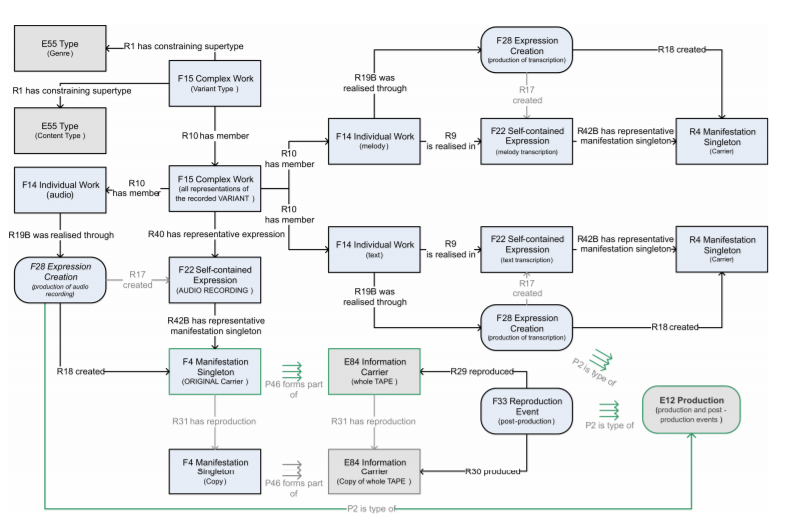 E55 Type
(Genre )
R1 has constraining supertype
F15 Complex Work
(Variant Type )
R1 has constraining supertype
E55 Type
(Content Type )
R10 has member
F28 Expression
Creation
(production of transcription)
R18 created
R19B was
realised through
R17
created
F14 Individual Work
(melody)
R9
is realised in
F22 Self-contained
Expression
(melody transcription)
R42B has representative
manifestation singleton
R4 Manifestation
Singleton
(Carrier)
R10
has member
F14 Individual Work
(audio)
R10
has member
F15 Complex Work
(all representations of
the recorded VARIANT )
R10
has member
R19B was realised through
R40 has representative expression
F14 Individual Work
(text)
R9
is realised in
F22 Self-contained
Expression
(text transcription)
R42B has representative
manifestation singleton
R4 Manifestation
Singleton
(Carrier)
F28 Expression
Creation
(production of audio
recording)
R17
created
F22 Self-contained
Expression
(AUDIO RECORDING )
R19B was
realised through
R17
created
F28 Expression
Creation
(production of transcription)
R18 created
R42B has representative
manifestation singleton
R18 created
F4 Manifestation
Singleton
(ORIGINAL Carrier )
P46 forms part
of
E84 Information
Carrier
(whole TAPE )
R29 reproduced
P2 is type of
F33 Reproduction
Event
(post-production)
P2 is type of
E12 Production
(production and post -
production events )
R31 has reproduction
R31 has reproduction
F4 Manifestation
Singleton
(Copy)
P46 forms part
of
E84 Information
Carrier
(Copy of whole TAPE )
R30 produced
P2 is type of